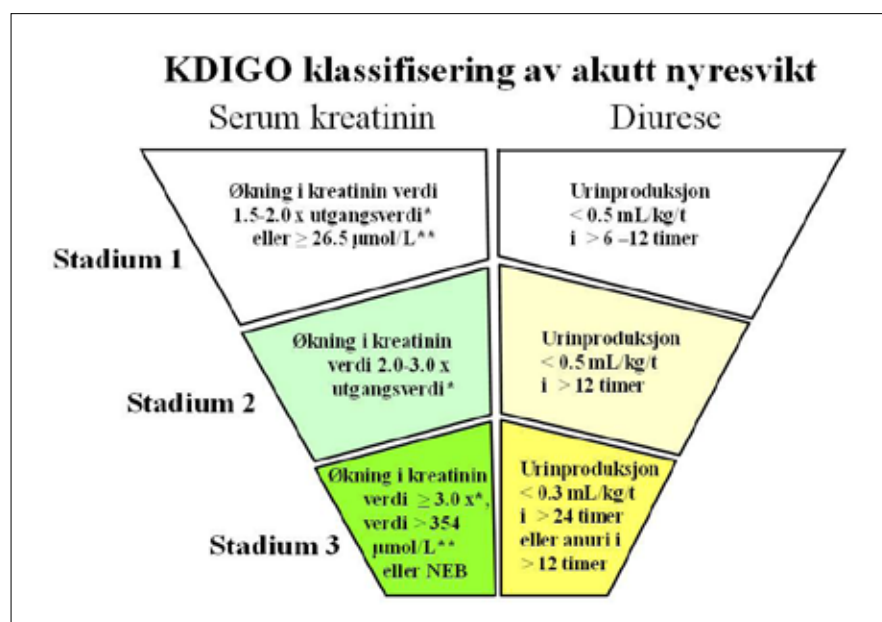 KDIGO klassifisering av akutt nyresvikt
Serum kreatinin
Diurese
Stadium 1
Økning i kreatinin verdi
1.5-2.0 x utgangsverdi*
eller ≥ 26.5 µmol/L**
Urinproduksjon
< 0.5 mL/kg/t
i > 6 –12 timer
Stadium 2
Økning i kreatinin
verdi 2.0-3.0 x
utgangsverdi*
Urinproduksjon
< 0.5 mL/kg/t
i > 12 timer
Stadium 3
Økning i kreatinin
verdi ≥ 3.0 x*,
verdi > 354
µmol/L**
eller NEB
Urinproduksjon
< 0.3 mL/kg/t
i > 24 timer
eller anuri i
> 12 timer